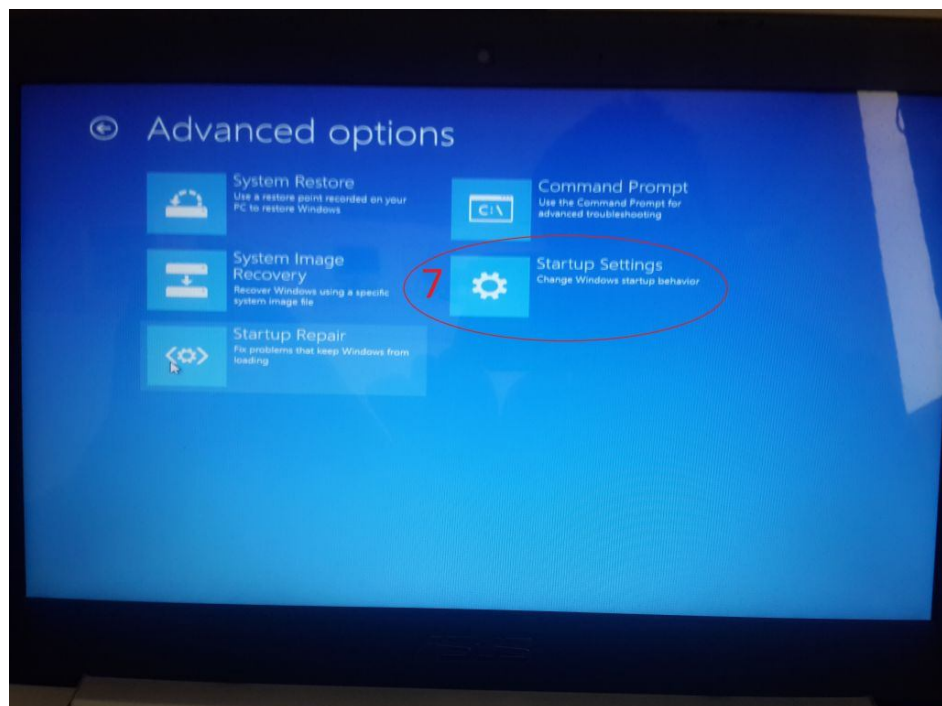 Advanced options
System Restore
Use a restore point recorded on your
PC to restore Windows
System Image
Recovery
Recover Windows using a specific
system image file
Startup Repair
Fix problems that keep Windows from
loading
Command Prompt
Use the Command Prompt for
advanced troubleshooting
C:\
7
Startup Settings
Change Windows startup behavior